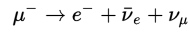 μ⁻ → e⁻ + ν̄ₑ + ν_μ